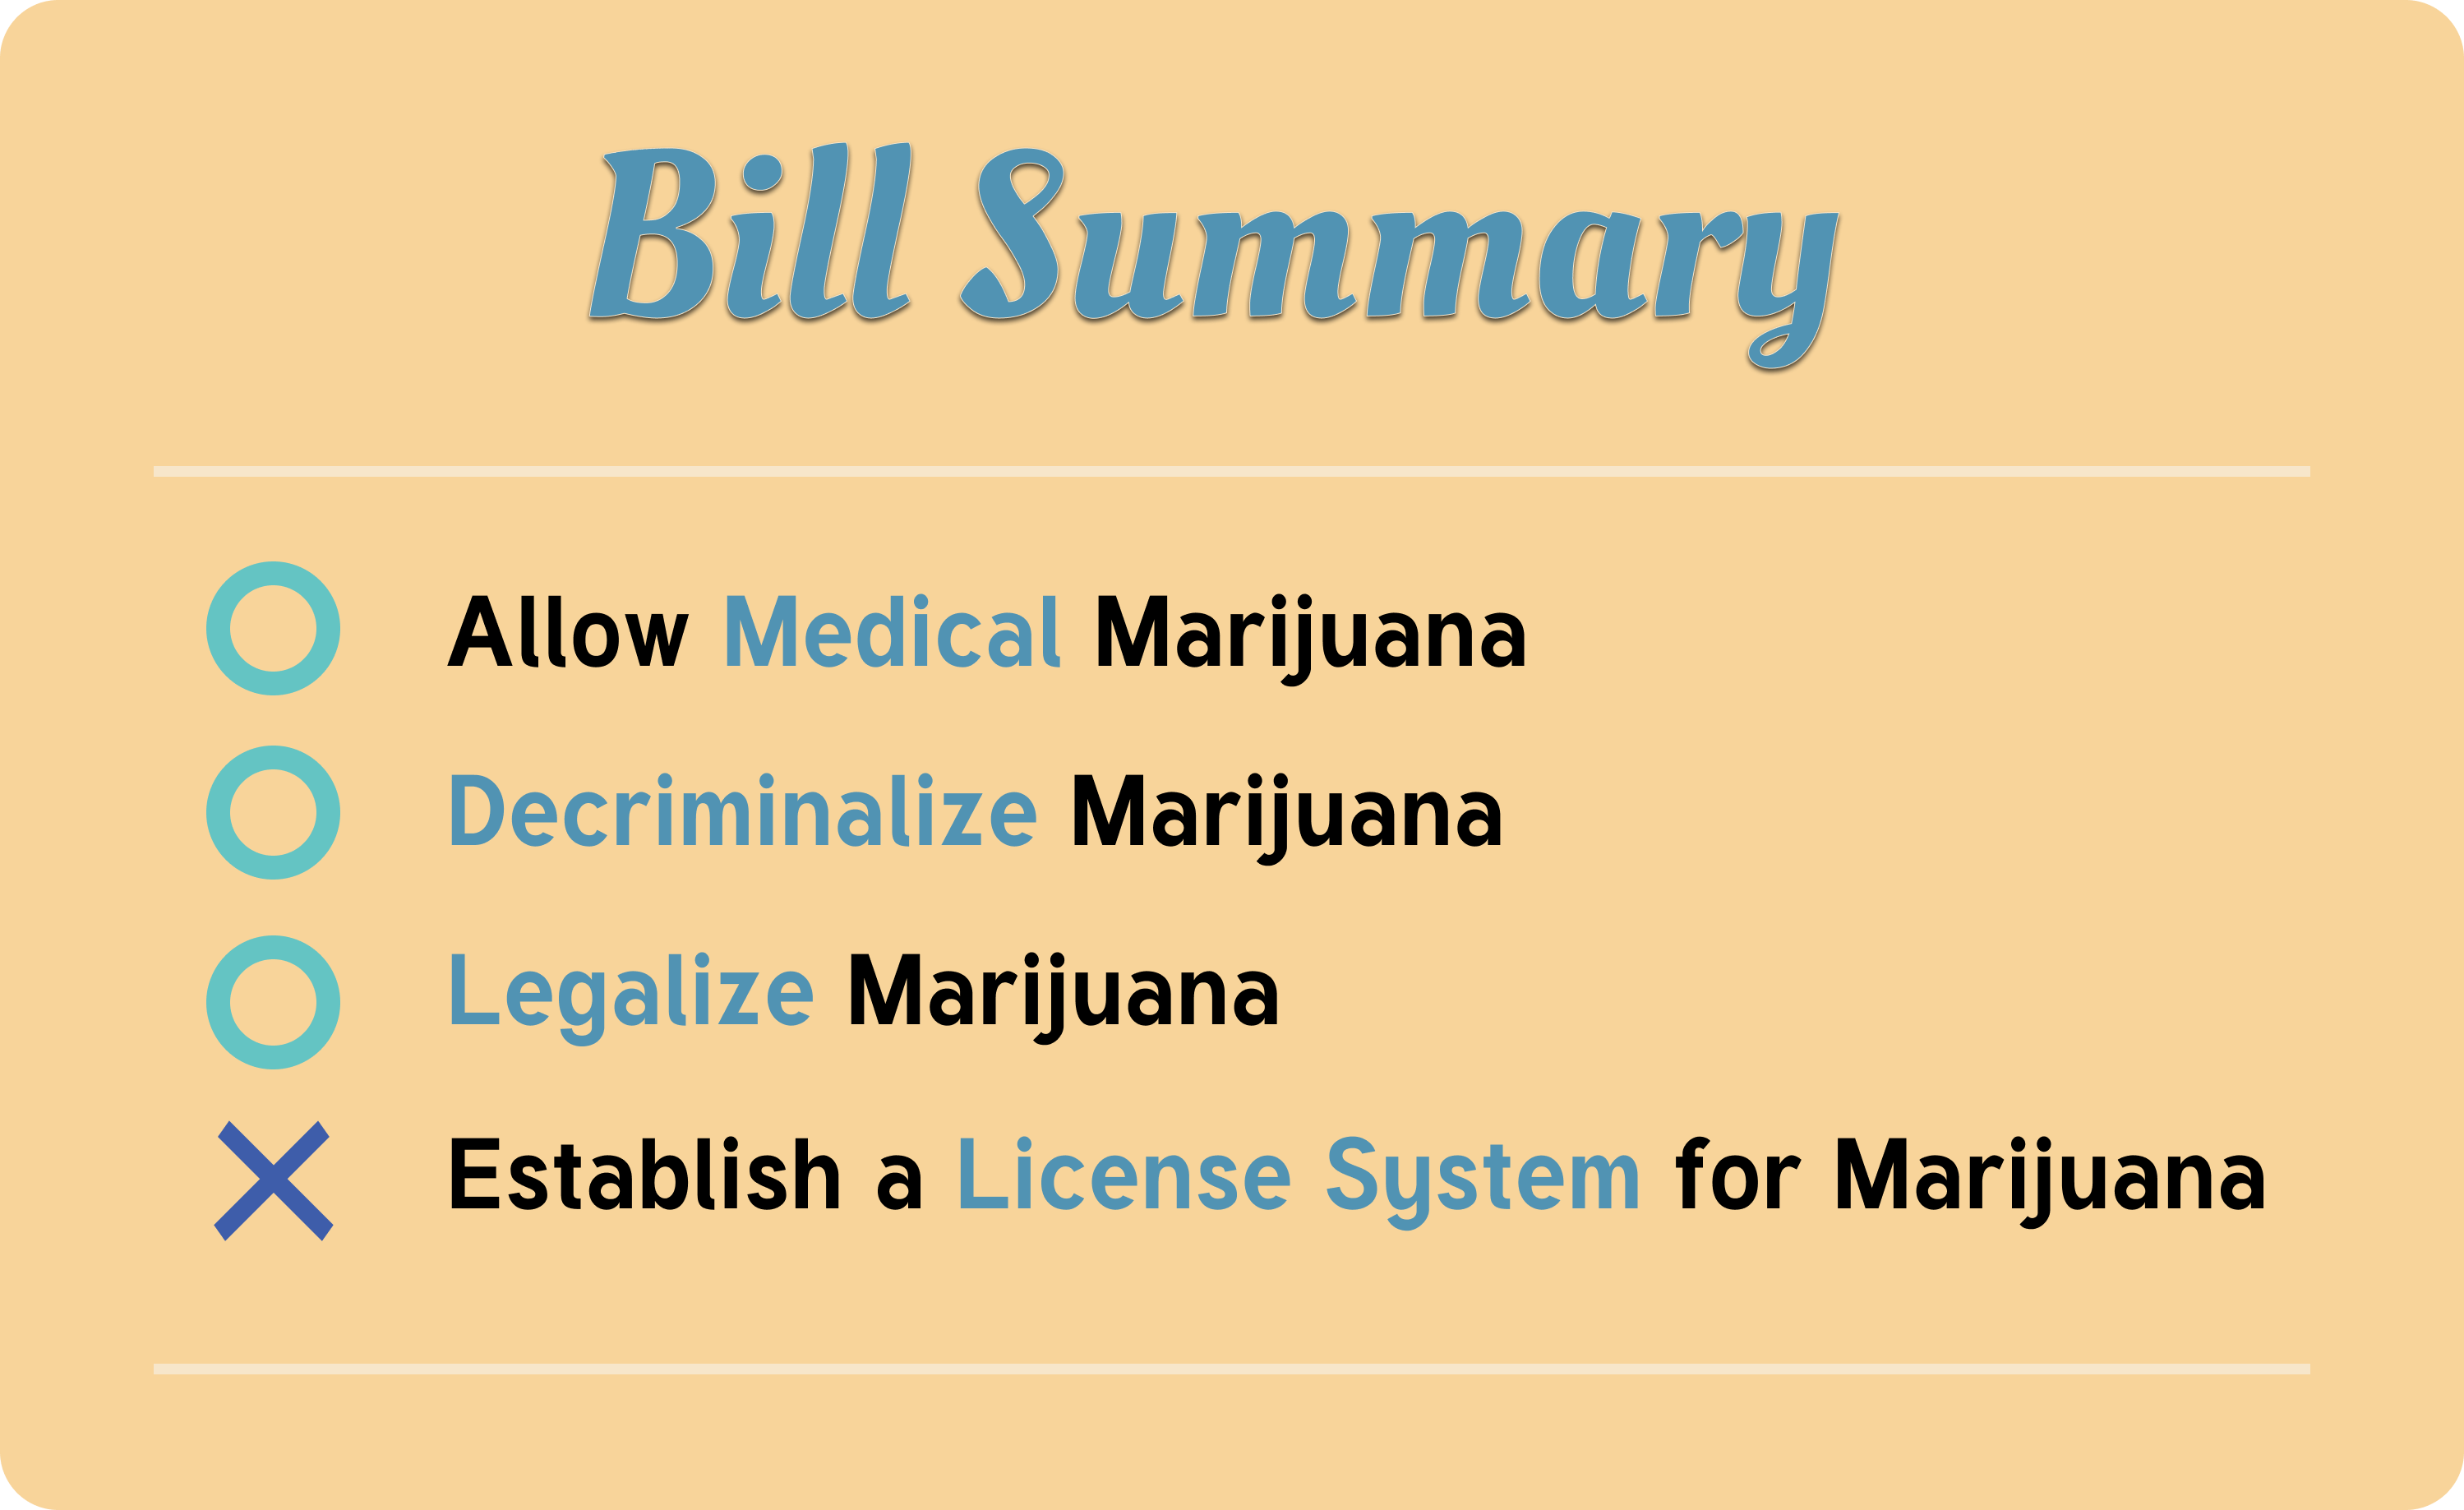 Bill Summary
Allow Medical Marijuana
Decriminalize Marijuana
Legalize Marijuana
Establish a License System for Marijuana